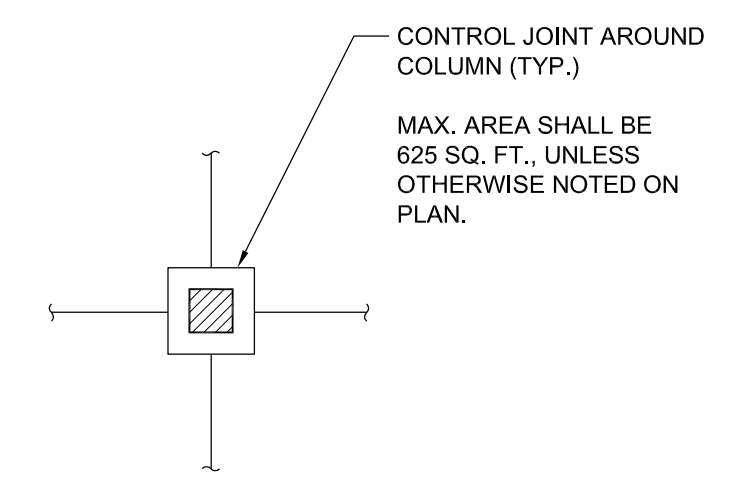 CONTROL JOINT AROUND
COLUMN (TYP.)
MAX. AREA SHALL BE
625 SQ. FT., UNLESS
OTHERWISE NOTED ON
PLAN.